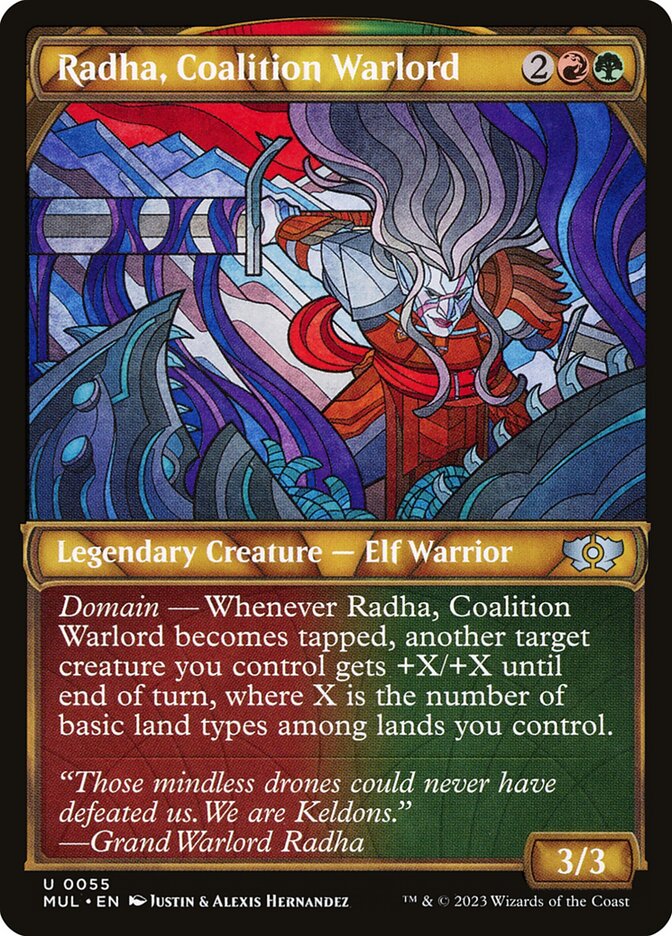 Radha, Coalition Warlord 2
Legendary Creature — Elf Warrior
Domain — Whenever Radha, Coalition
Warlord becomes tapped, another target
creature you control gets +X/+X until
end of turn, where X is the number of
basic land types among lands you control.
“Those mindless drones could never have
defeated us. We are Keldons.”
—Grand Warlord Radha
3/3
U 0055
MUL • EN Justin & Alexis Hernandez ™ & © 2023 Wizards of the Coast